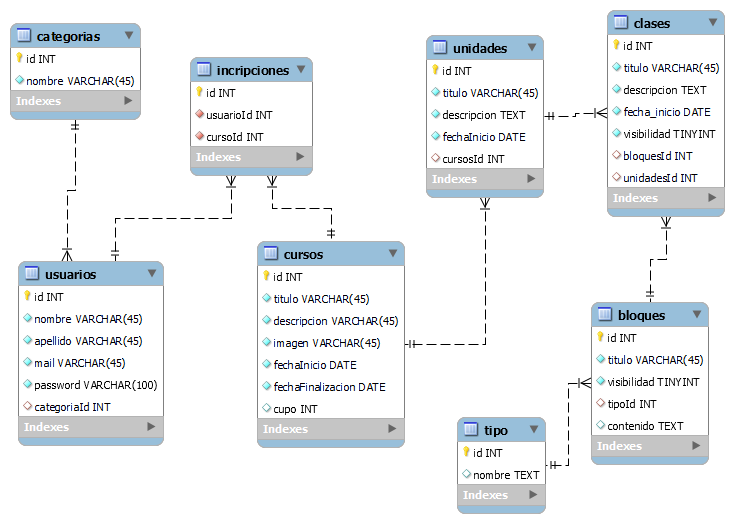 categorias
id INT
nombre VARCHAR(45)
Indexes
incripciones
id INT
usuarioId INT
cursoId INT
Indexes
unidades
id INT
titulo VARCHAR(45)
descripcion TEXT
fechaInicio DATE
cursosId INT
Indexes
clases
id INT
titulo VARCHAR(45)
descripcion TEXT
fecha_inicio DATE
visibilidad TINYINT
bloquesId INT
unidadesId INT
Indexes
usuarios
id INT
nombre VARCHAR(45)
apellido VARCHAR(45)
mail VARCHAR(45)
password VARCHAR(100)
categoriaId INT
Indexes
cursos
id INT
titulo VARCHAR(45)
descripcion VARCHAR(45)
imagen VARCHAR(45)
fechaInicio DATE
fechaFinalizacion DATE
cupo INT
Indexes
tipo
id INT
nombre TEXT
Indexes
bloques
id INT
titulo VARCHAR(45)
visibilidad TINYINT
tipoId INT
contenido TEXT
Indexes